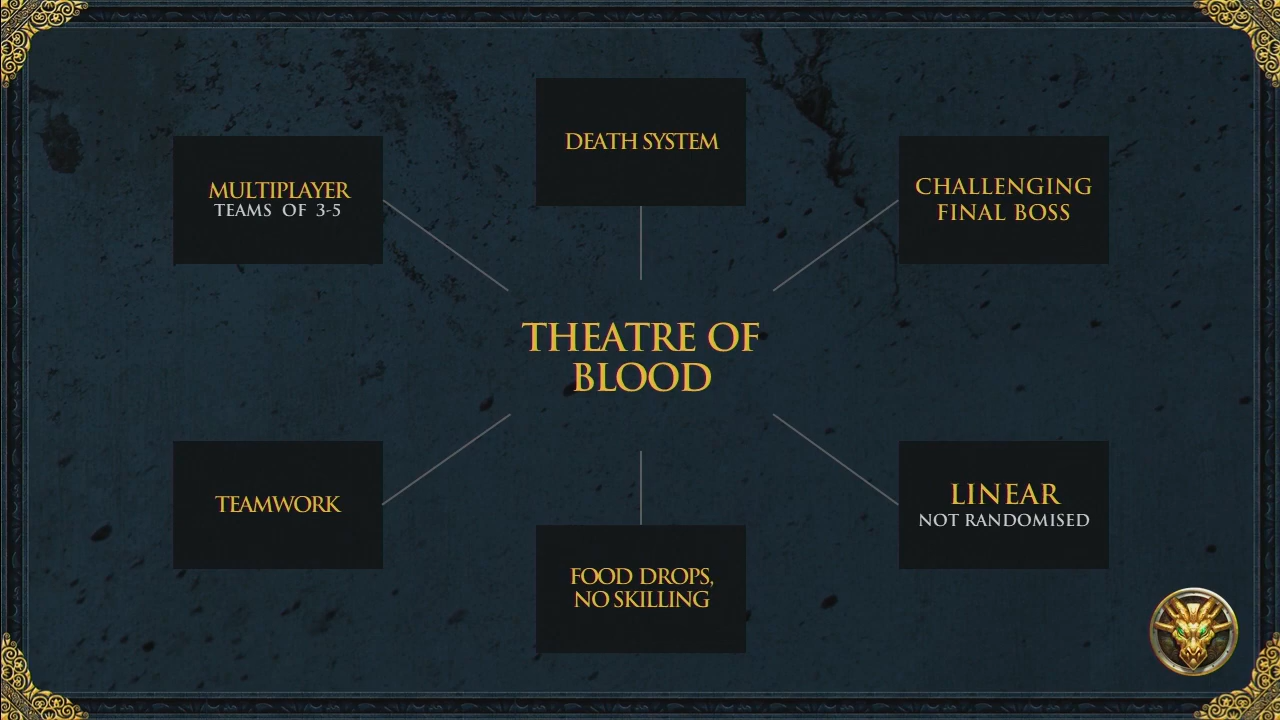 DEATH SYSTEM
MULTIPLAYER
TEAMS OF 3-5
CHALLENGING
FINAL BOSS
THEATRE OF
BLOOD
TEAMWORK
LINEAR
NOT RANDOMISED
FOOD DROPS,
NO SKILLING